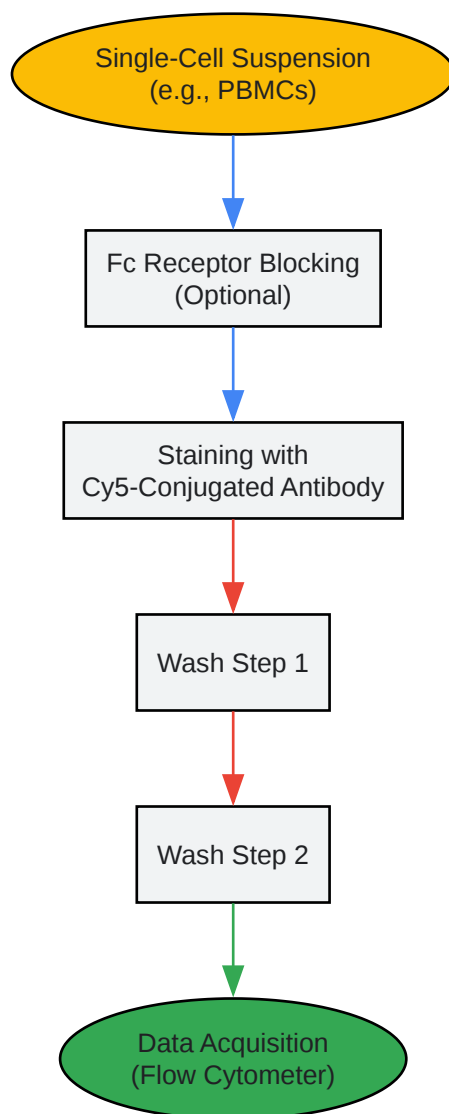 Single-Cell Suspension
(e.g., PBMCs)
Fc Receptor Blocking
(Optional)
Staining with
Cy5-Conjugated Antibody
Wash Step 1
Wash Step 2
Data Acquisition
(Flow Cytometer)